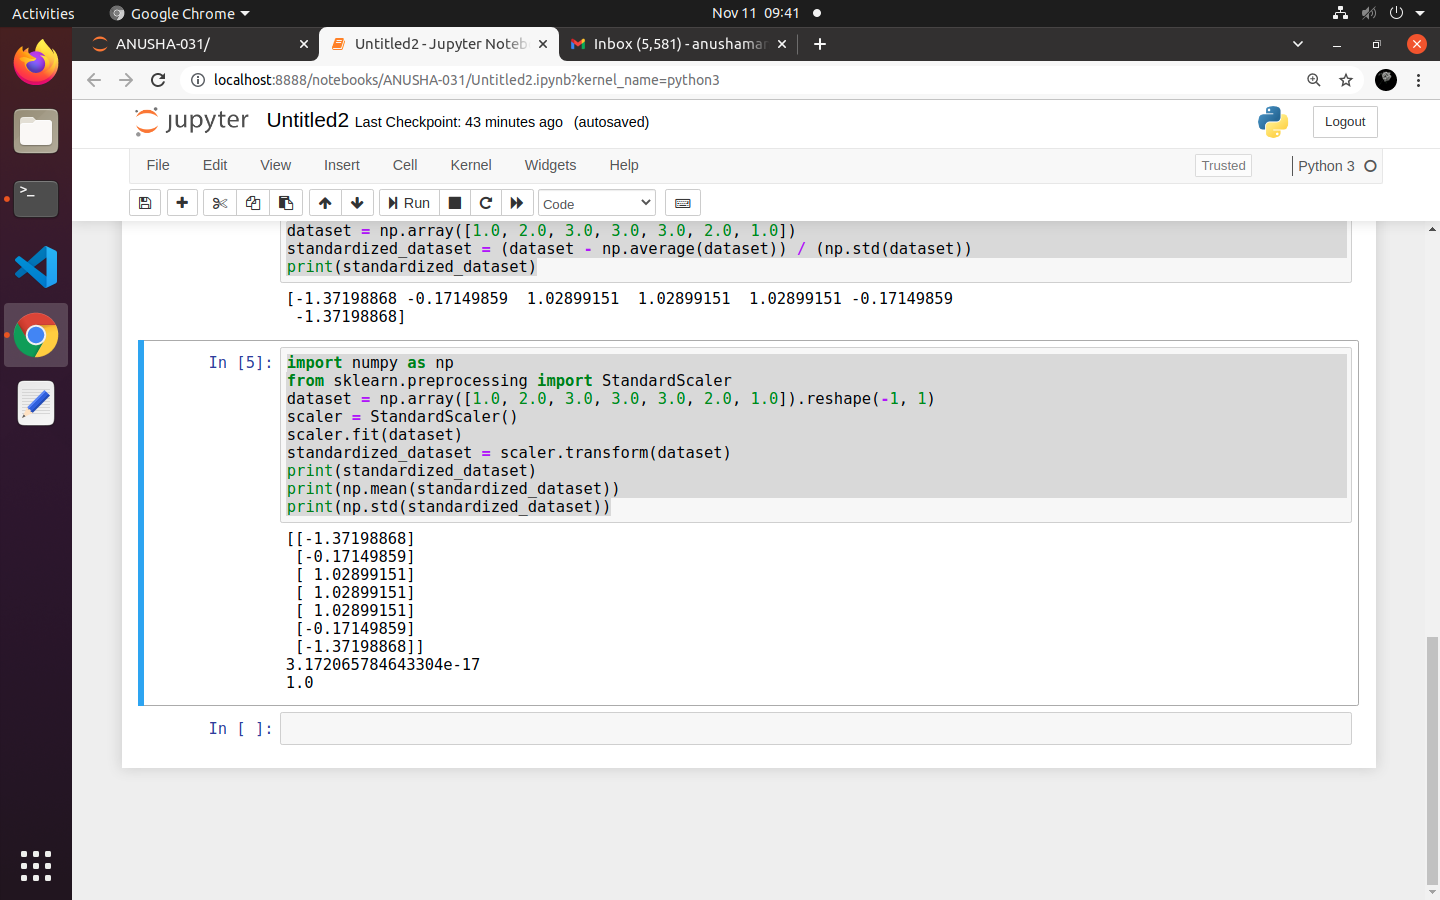 Activities Google Chrome Nov 11 09:41
ANUSHA-031/ Untitled2 - Jupyter Noteb Inbox (5,581) - anushamar
localhost:8888/notebooks/ANUSHA-031/Untitled2.ipynb?kernel_name=python3
jupyter Untitled2 Last Checkpoint: 43 minutes ago (autosaved) Logout
File Edit View Insert Cell Kernel Widgets Help Trusted Python 3
Run Code
dataset = np.array([1.0, 2.0, 3.0, 3.0, 3.0, 2.0, 1.0])
standardized_dataset = (dataset - np.average(dataset)) / (np.std(dataset))
print(standardized_dataset)
[-1.37198868 -0.17149859  1.02899151  1.02899151  1.02899151 -0.17149859
 -1.37198868]
In [5]: import numpy as np
from sklearn.preprocessing import StandardScaler
dataset = np.array([1.0, 2.0, 3.0, 3.0, 3.0, 2.0, 1.0]).reshape(-1, 1)
scaler = StandardScaler()
scaler.fit(dataset)
standardized_dataset = scaler.transform(dataset)
print(standardized_dataset)
print(np.mean(standardized_dataset))
print(np.std(standardized_dataset))
[[-1.37198868]
 [-0.17149859]
 [ 1.02899151]
 [ 1.02899151]
 [ 1.02899151]
 [-0.17149859]
 [-1.37198868]]
3.172065784643304e-17
1.0
In [ ]: